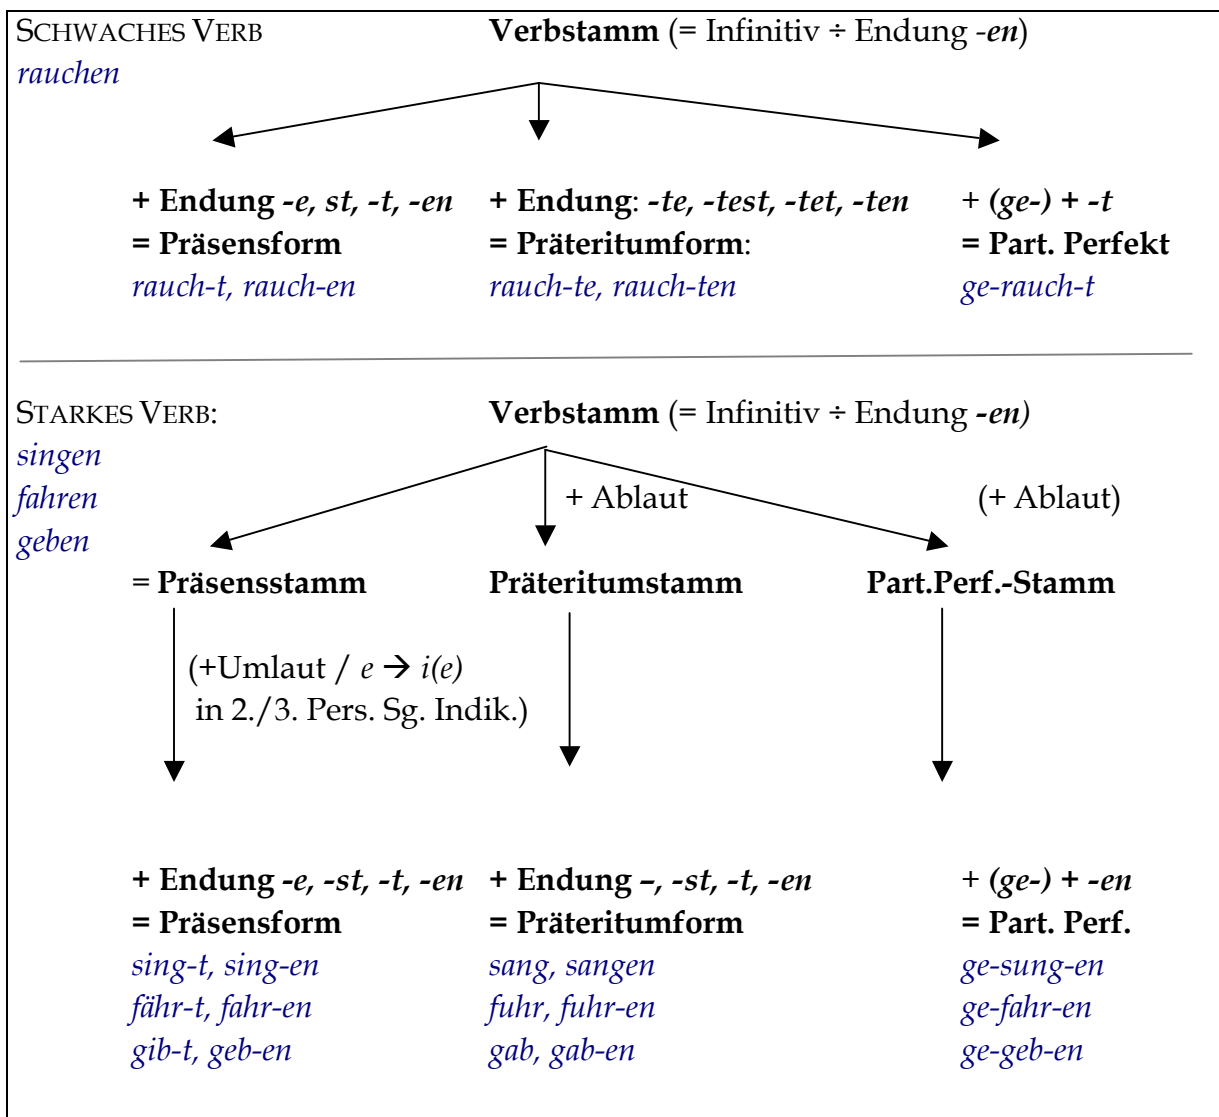 SCHWACHES VERB Verbstamm (= Infinitiv ÷ Endung -en)
rauchen
+ Endung -e, st, -t, -en + Endung: -te, -test, -tet, -ten + (ge-) + -t
= Präsensform = Präteritumform: = Part. Perfekt
rauch-t, rauch-en rauch-te, rauch-ten ge-rauch-t
STARKES VERB: Verbstamm (= Infinitiv ÷ Endung -en)
singen
fahren + Ablaut (+ Ablaut)
geben
= Präsensstamm Präteritumstamm Part.Perf.-Stamm
(+Umlaut / e → i(e)
in 2./3. Pers. Sg. Indik.)
+ Endung -e, -st, -t, -en + Endung –, -st, -t, -en + (ge-) + -en
= Präsensform = Präteritumform = Part. Perf.
sing-t, sing-en sang, sangen ge-sung-en
fähr-t, fahr-en fuhr, fuhr-en ge-fahr-en
gib-t, geb-en gab, gab-en ge-geb-en